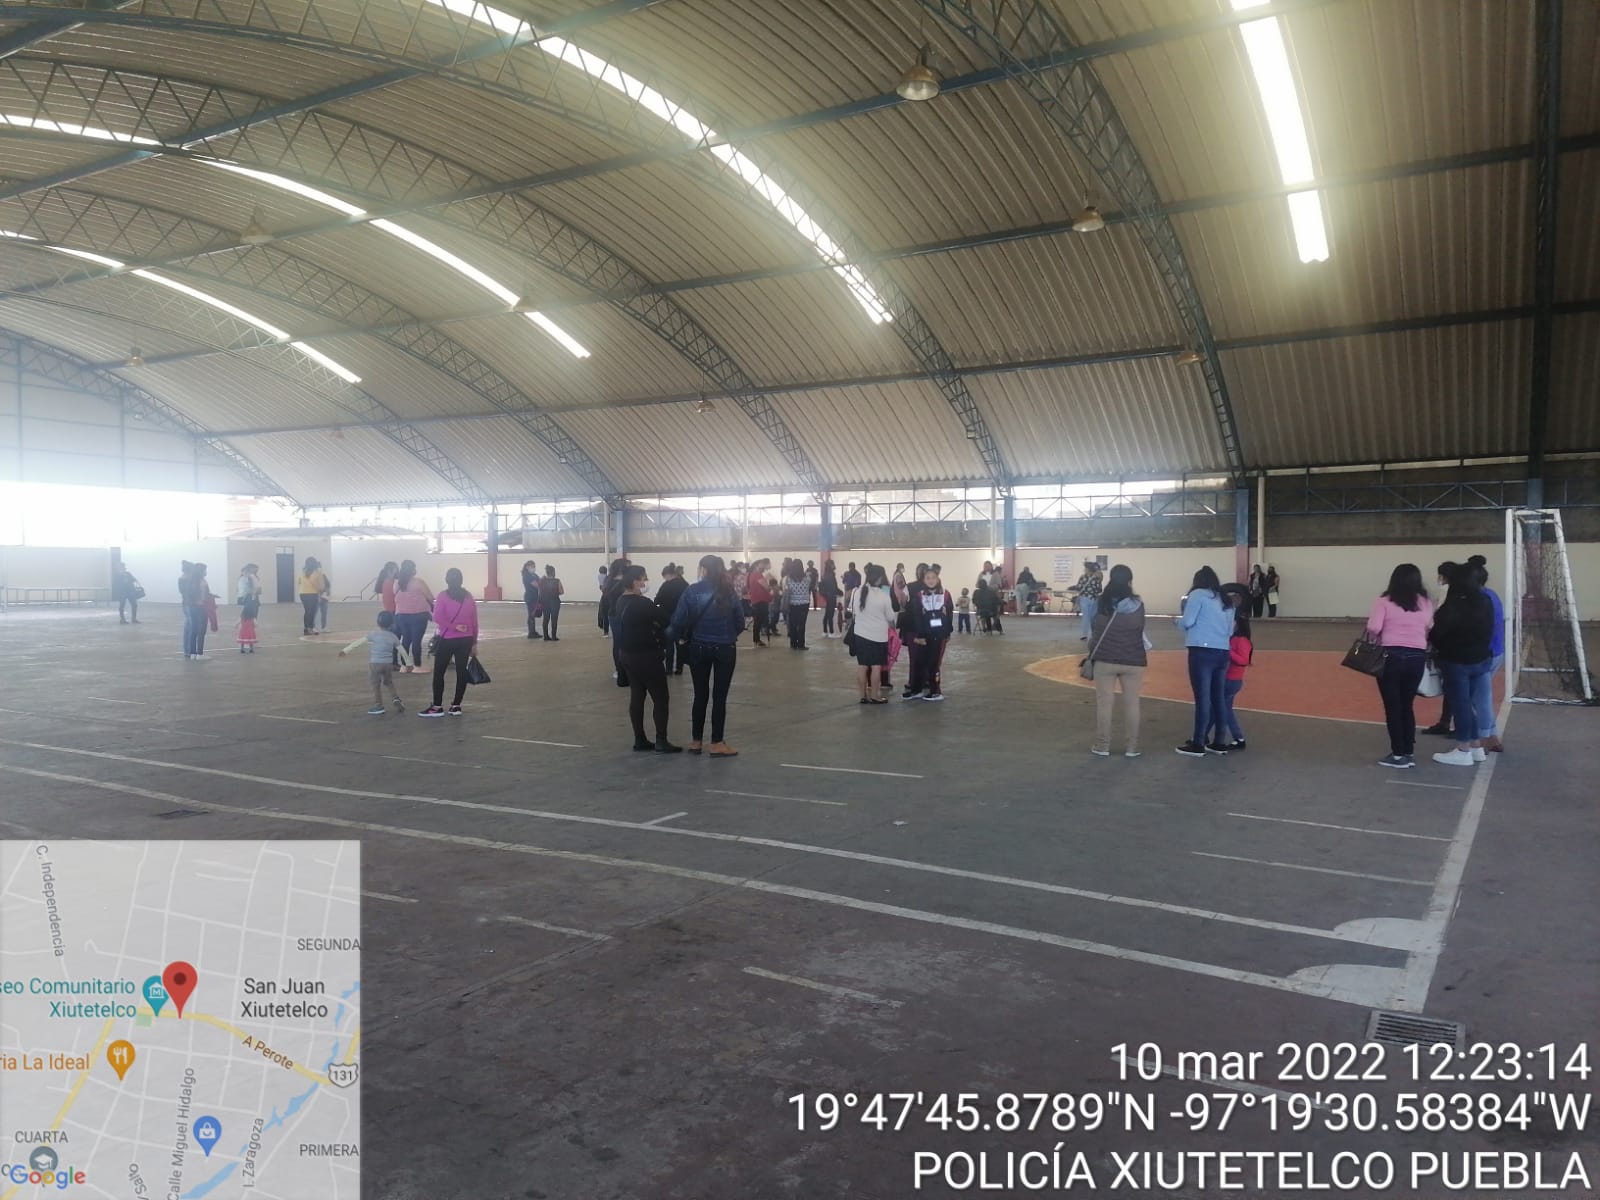 C. Independencia
SEGUNDA
seo Comunitario
Xiutetelco
San Juan
Xiutetelco
A Perote
131
ria La Ideal
Calle Miguel Hidalgo
I. Zaragoza
CUARTA
PRIMERA
Google
10 mar 2022 12:23:14
19°47'45.8789"N -97°19'30.58384"W
POLICÍA XIUTETELCO PUEBLA